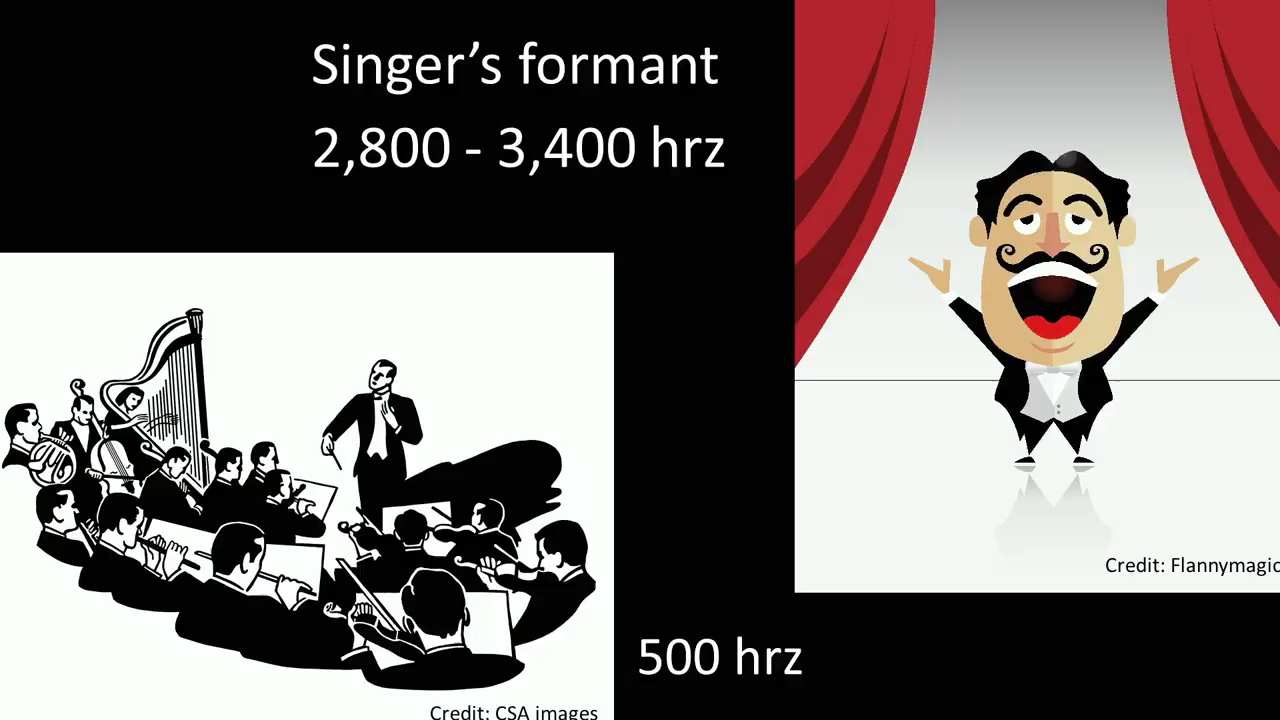 Singer’s formant
2,800 - 3,400 hrz
Credit: Flannymagic
500 hrz
Credit: CSA images